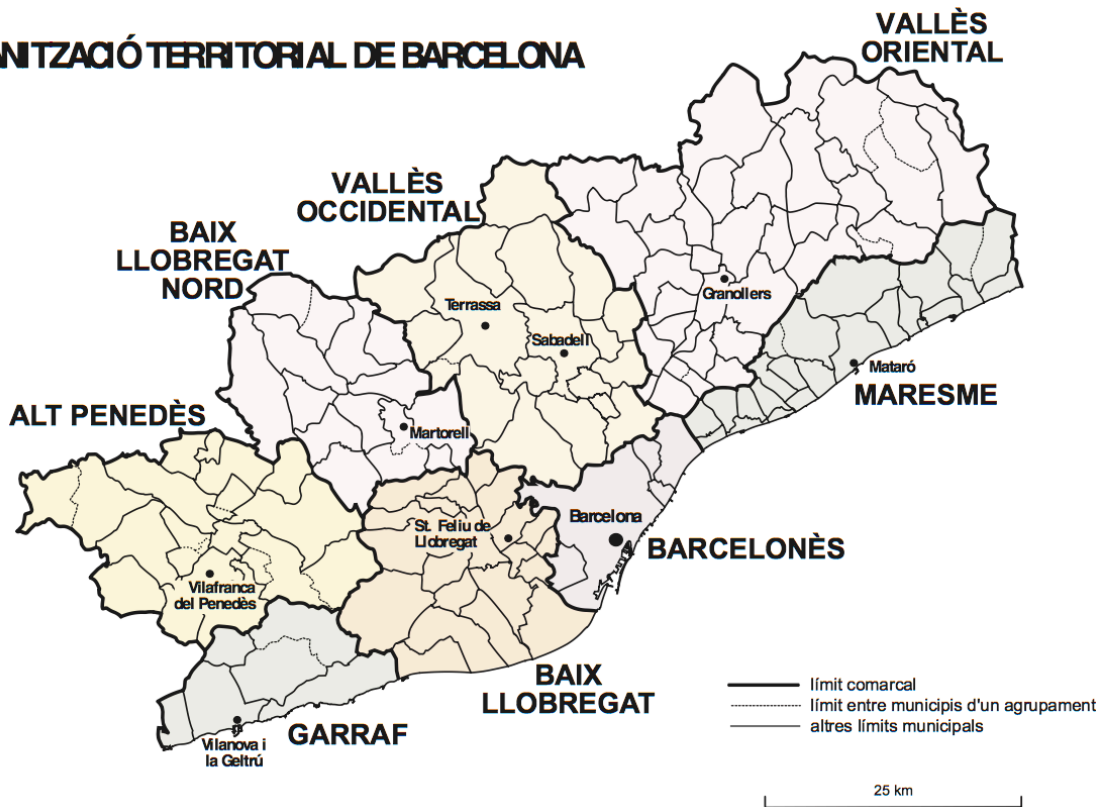 ANITZACIÓ TERRITORIAL DE BARCELONA
VALLÈS
ORIENTAL
VALLÈS
OCCIDENTAL
BAIX
LLOBREGAT
NORD
Terrassa
Sabadell
Granollers
Mataró
MARESME
ALT PENEDÈS
Martorell
St. Feliu de
Llobregat
Barcelona
BARCELONÈS
Vilafranca
del Penedès
BAIX
LLOBREGAT
GARRAF
Vilanova i
la Geltrú
límit comarcal
límit entre municipis d'un agrupament
altres límits municipals
25 km